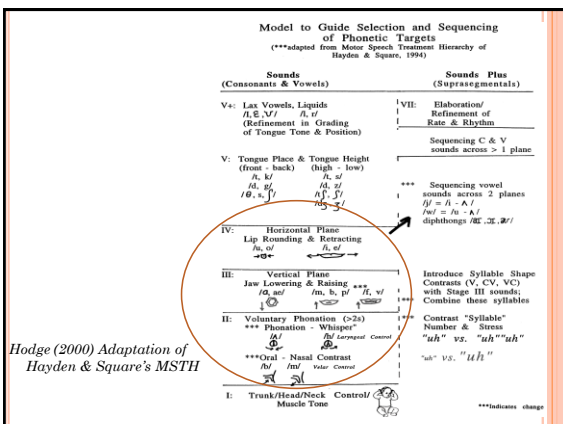 Model to Guide Selection and Sequencing
of Phonetic Targets
(***adapted from Motor Speech Treatment Hierarchy of
Hayden & Square, 1994)
Sounds
(Consonants & Vowels)
V+: Lax Vowels, Liquids
/l, r/
(Refinement in Grading
of Tongue Tone & Position)
V: Tongue Place & Tongue Height
(front - back) (high - low)
/t, k/ /t, s/
/d, g/ /d, z/
/θ, s, ʃ/ /tʃ, ʃ/
/dʒ, ʒ/
IV: Horizontal Plane
Lip Rounding & Retracting
/u, o/ /i, e/
III: Vertical Plane
Jaw Lowering & Raising ***
/ɑ, ae/ /m, b, p/ /f, v/
II: Voluntary Phonation (>2s)
*** Phonation - Whisper"
/ʌ/ /h/ Laryngeal Control
***Oral - Nasal Contrast
/b/ /m/ Velar Control
I: Trunk/Head/Neck Control/
Muscle Tone
Sounds Plus
(Suprasegmentals)
VII: Elaboration/
Refinement of
Rate & Rhythm
Sequencing C & V
sounds across > 1 plane
*** Sequencing vowel
sounds across 2 planes
/j/ = /i - ʌ/
/w/ = /u - ʌ/
diphthongs
Introduce Syllable Shape
Contrasts (V, CV, VC)
with Stage III sounds;
*** Combine these syllables
*** Contrast "Syllable"
Number & Stress
"uh" vs. "uh""uh"
"uh" vs. "uh"
***Indicates change
Hodge (2000) Adaptation of
Hayden & Square's MSTH